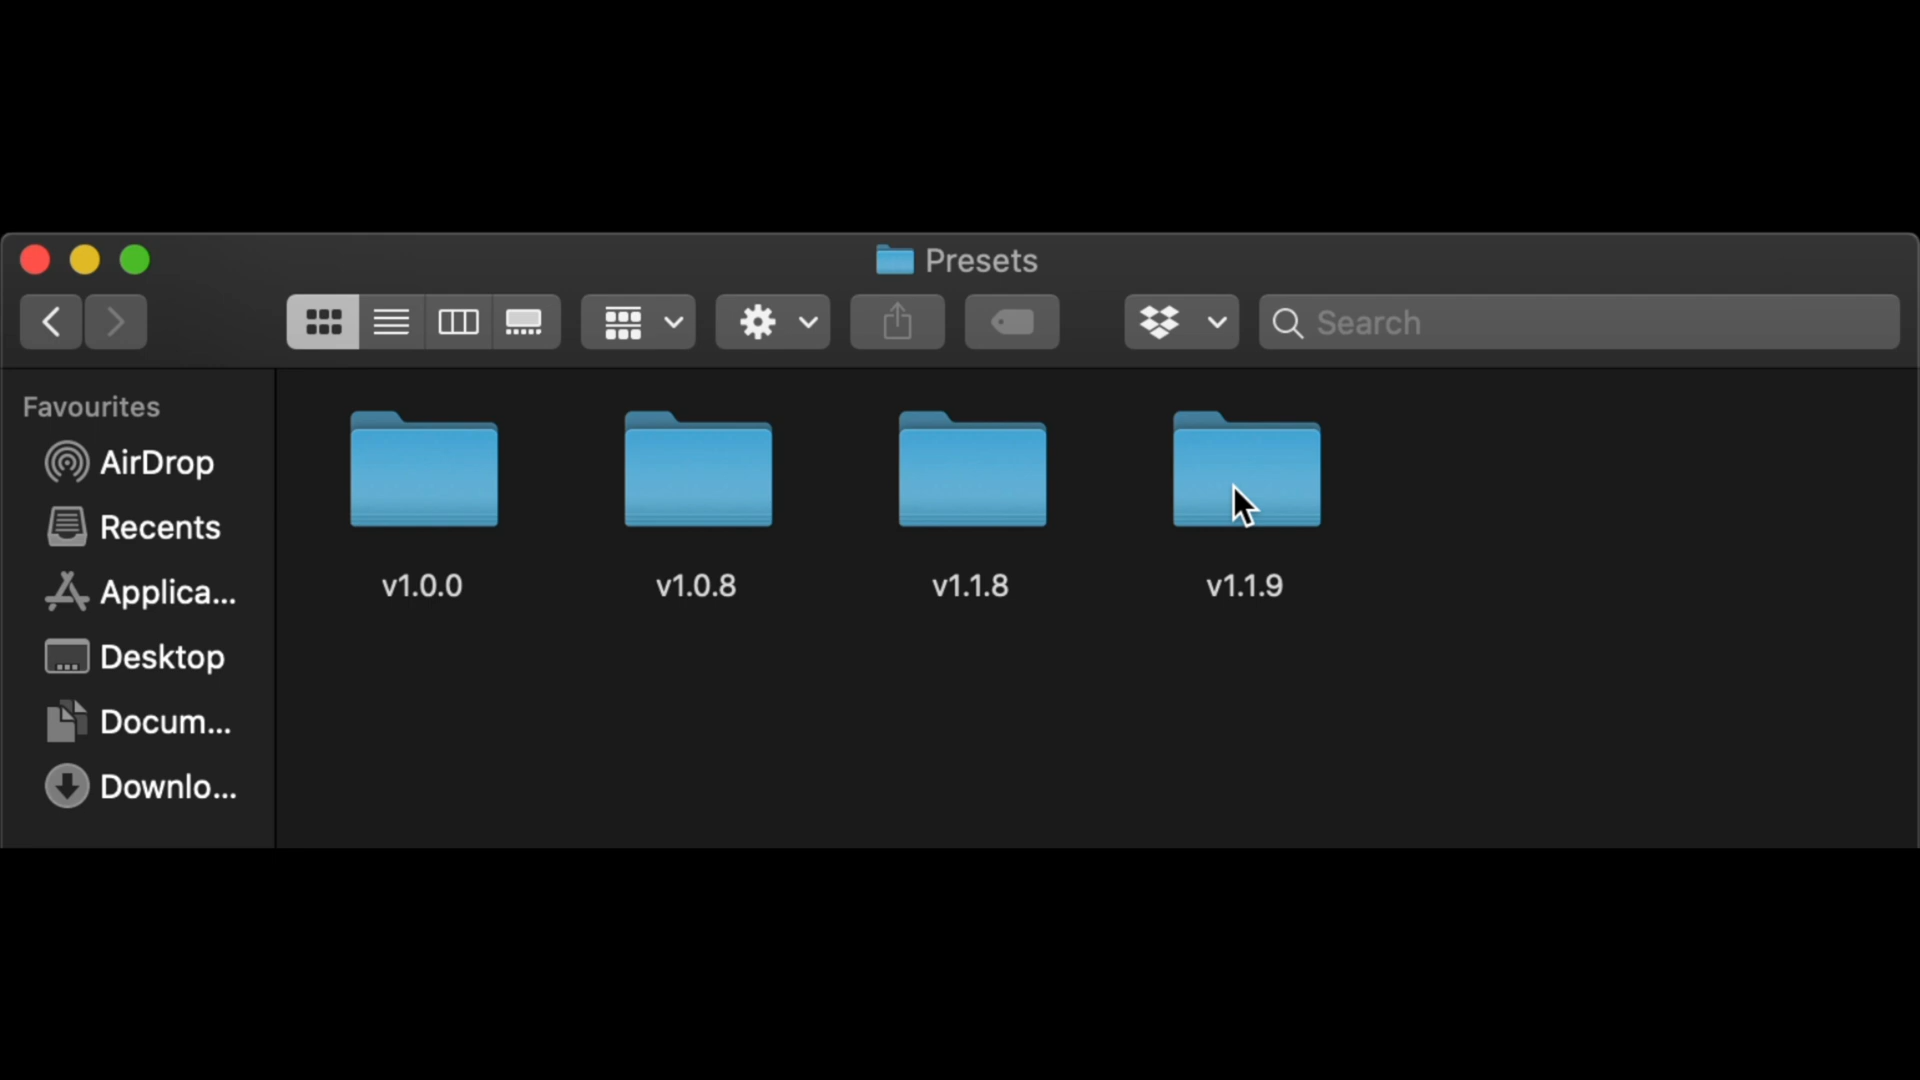 Presets
Search
Favourites
AirDrop
Recents
Applica...
Desktop
Docum...
Downlo...
v1.0.0
v1.0.8
v1.1.8
v1.1.9